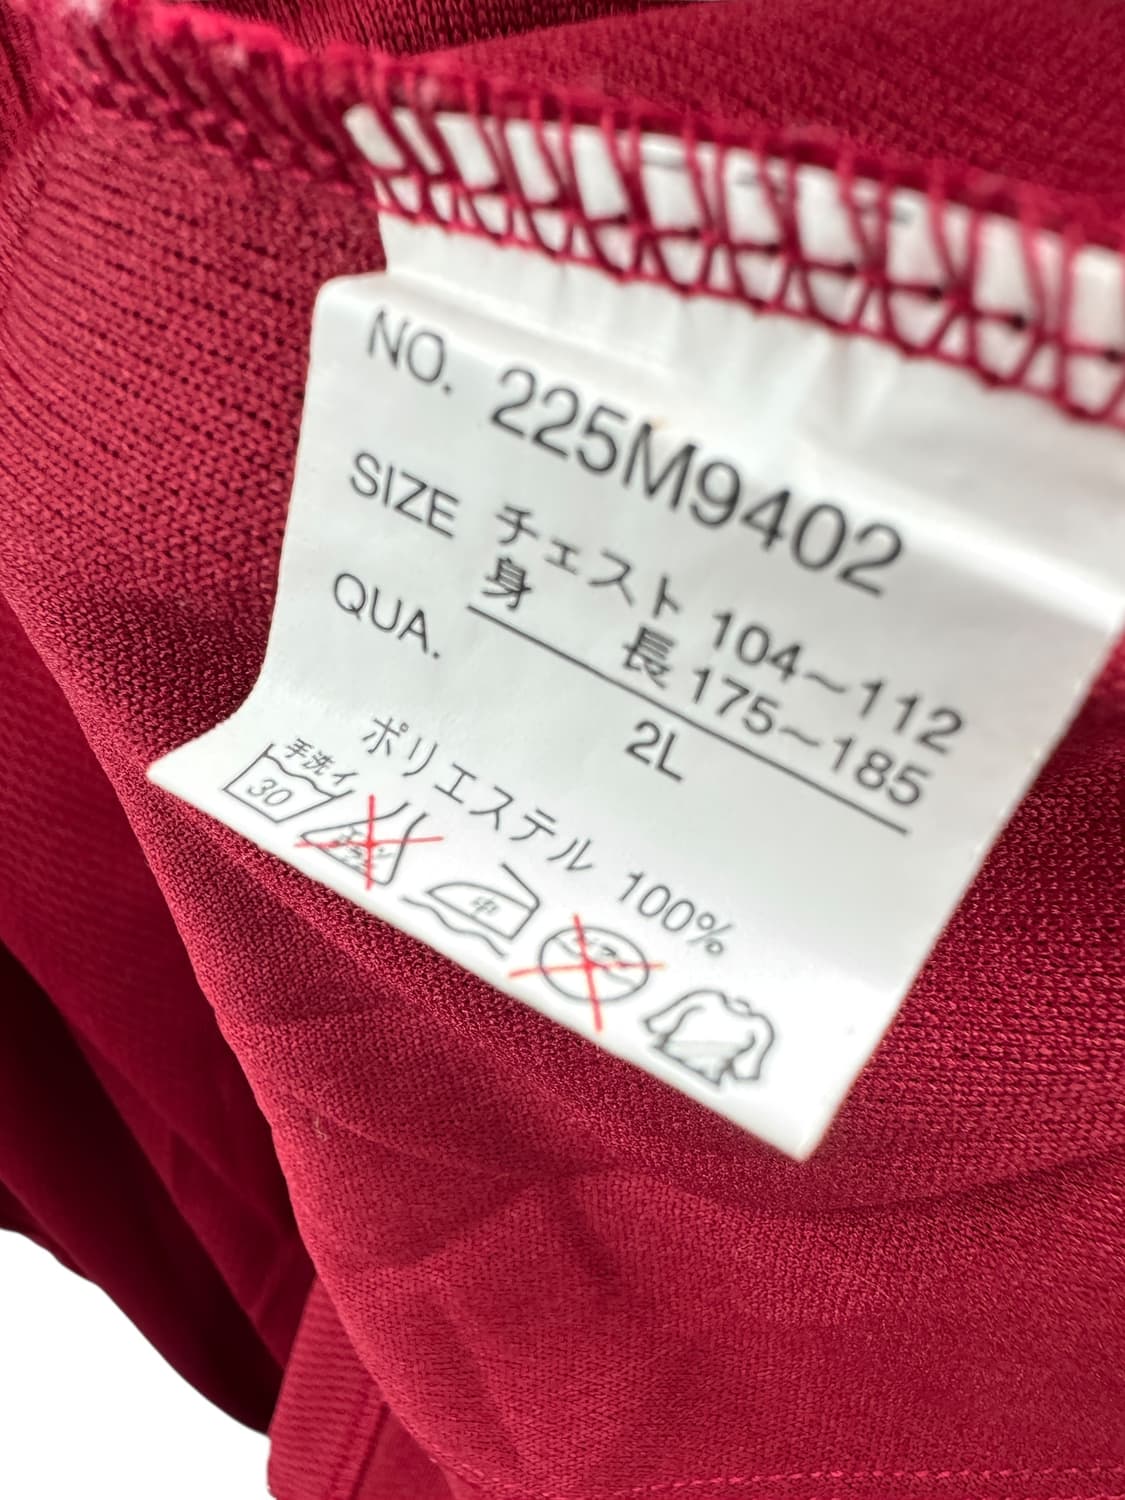 NO. 225M9402
SIZE チェスト 104~112
身 長 175~185
2L
QUA.
ポリエステル 100%
手洗イ
30
中